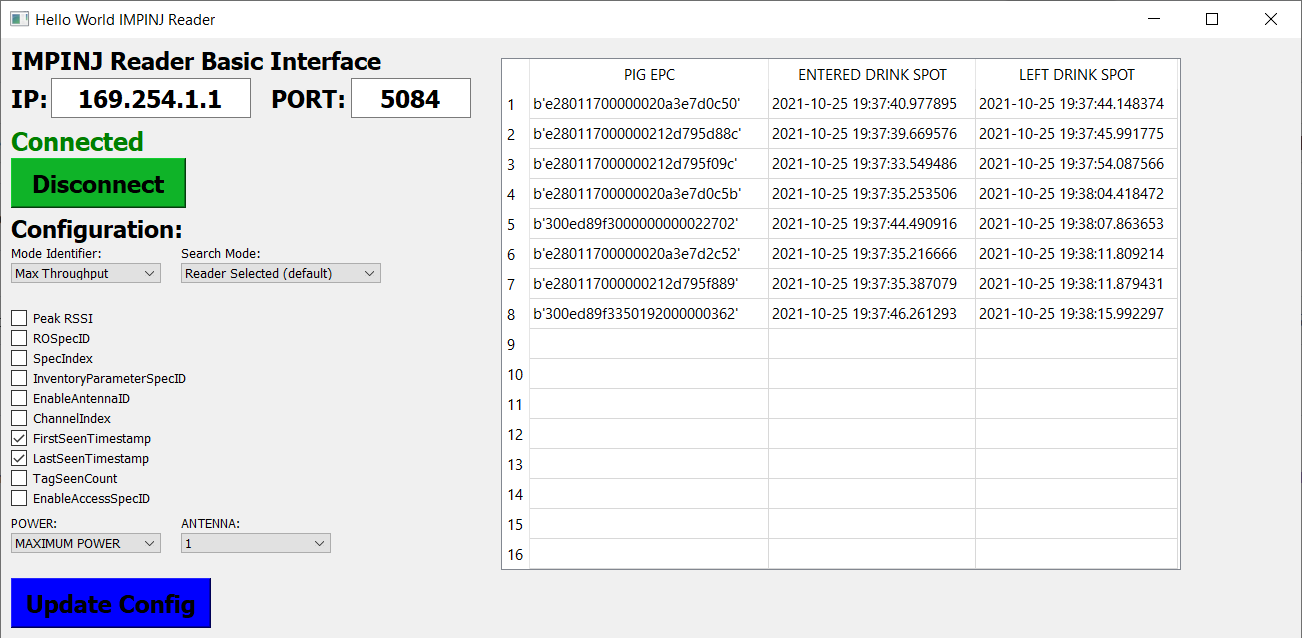 Hello World IMPINJ Reader
IMPINJ Reader Basic Interface
IP: 169.254.1.1 PORT: 5084
Connected
Disconnect
Configuration:
Mode Identifier: Search Mode:
Max Throughput Reader Selected (default)
Peak RSSI
ROSpecID
SpecIndex
InventoryParameterSpecID
EnableAntennaID
ChannelIndex
FirstSeenTimestamp
LastSeenTimestamp
TagSeenCount
EnableAccessSpecID
POWER: ANTENNA:
MAXIMUM POWER 1
Update Config
PIG EPC ENTERED DRINK SPOT LEFT DRINK SPOT
1 b'e28011700000020a3e7d0c50' 2021-10-25 19:37:40.977895 2021-10-25 19:37:44.148374
2 b'e280117000000212d795d88c' 2021-10-25 19:37:39.669576 2021-10-25 19:37:45.991775
3 b'e280117000000212d795f09c' 2021-10-25 19:37:33.549486 2021-10-25 19:37:54.087566
4 b'e28011700000020a3e7d0c5b' 2021-10-25 19:37:35.253506 2021-10-25 19:38:04.418472
5 b'300ed89f3000000000022702' 2021-10-25 19:37:44.490916 2021-10-25 19:38:07.863653
6 b'e28011700000020a3e7d2c52' 2021-10-25 19:37:35.216666 2021-10-25 19:38:11.809214
7 b'e280117000000212d795f889' 2021-10-25 19:37:35.387079 2021-10-25 19:38:11.879431
8 b'300ed89f3350192000000362' 2021-10-25 19:37:46.261293 2021-10-25 19:38:15.992297
9
10
11
12
13
14
15
16